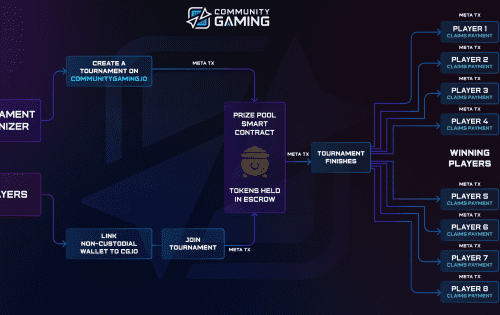 COMMUNITY
GAMING
CREATE A
TOURNAMENT ON
COMMUNITYGAMING.IO
META TX
AMENT
NIZER
PRIZE POOL
SMART
CONTRACT
TOKENS HELD
IN ESCROW
META TX
TOURNAMENT
FINISHES
AYERS
LINK
NON-CUSTODIAL
WALLET TO CG.IO
JOIN
TOURNAMENT
META TX
META TX
PLAYER 1
CLAIMS PAYMENT
META TX
PLAYER 2
CLAIMS PAYMENT
META TX
PLAYER 3
CLAIMS PAYMENT
META TX
PLAYER 4
CLAIMS PAYMENT
WINNING
PLAYERS
META TX
PLAYER 5
CLAIMS PAYMENT
META TX
PLAYER 6
CLAIMS PAYMENT
META TX
PLAYER 7
CLAIMS PAYMENT
META TX
PLAYER 8
CLAIMS PAYMENT